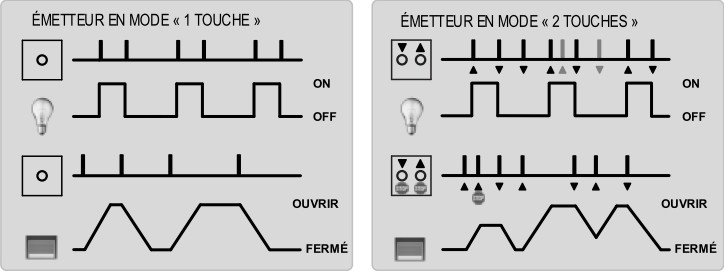 ÉMETTEUR EN MODE « 1 TOUCHE »
ON
OFF
OUVRIR
FERMÉ
ÉMETTEUR EN MODE « 2 TOUCHES »
ON
OFF
OUVRIR
FERMÉ